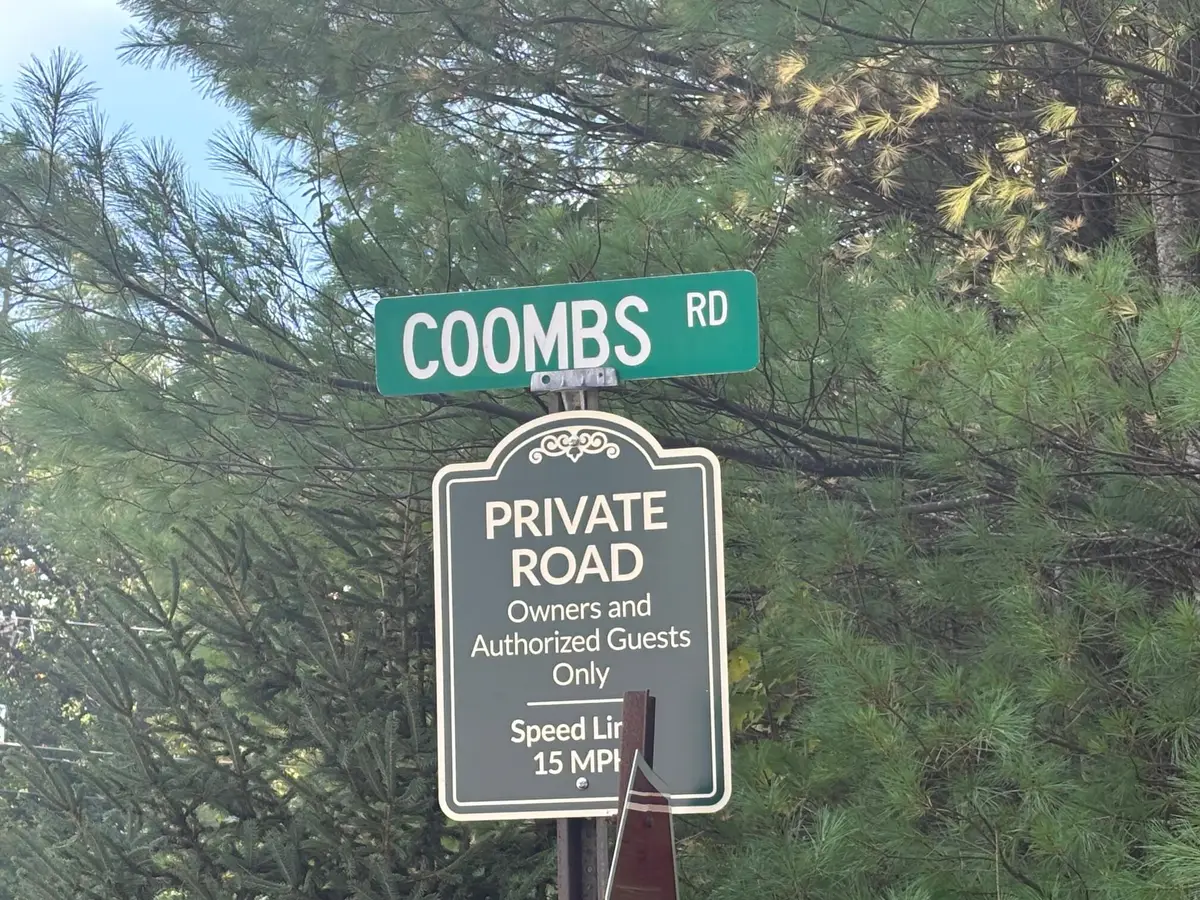 COOMBS RD
PRIVATE
ROAD
Owners and
Authorized Guests
Only
Speed
15 MPH